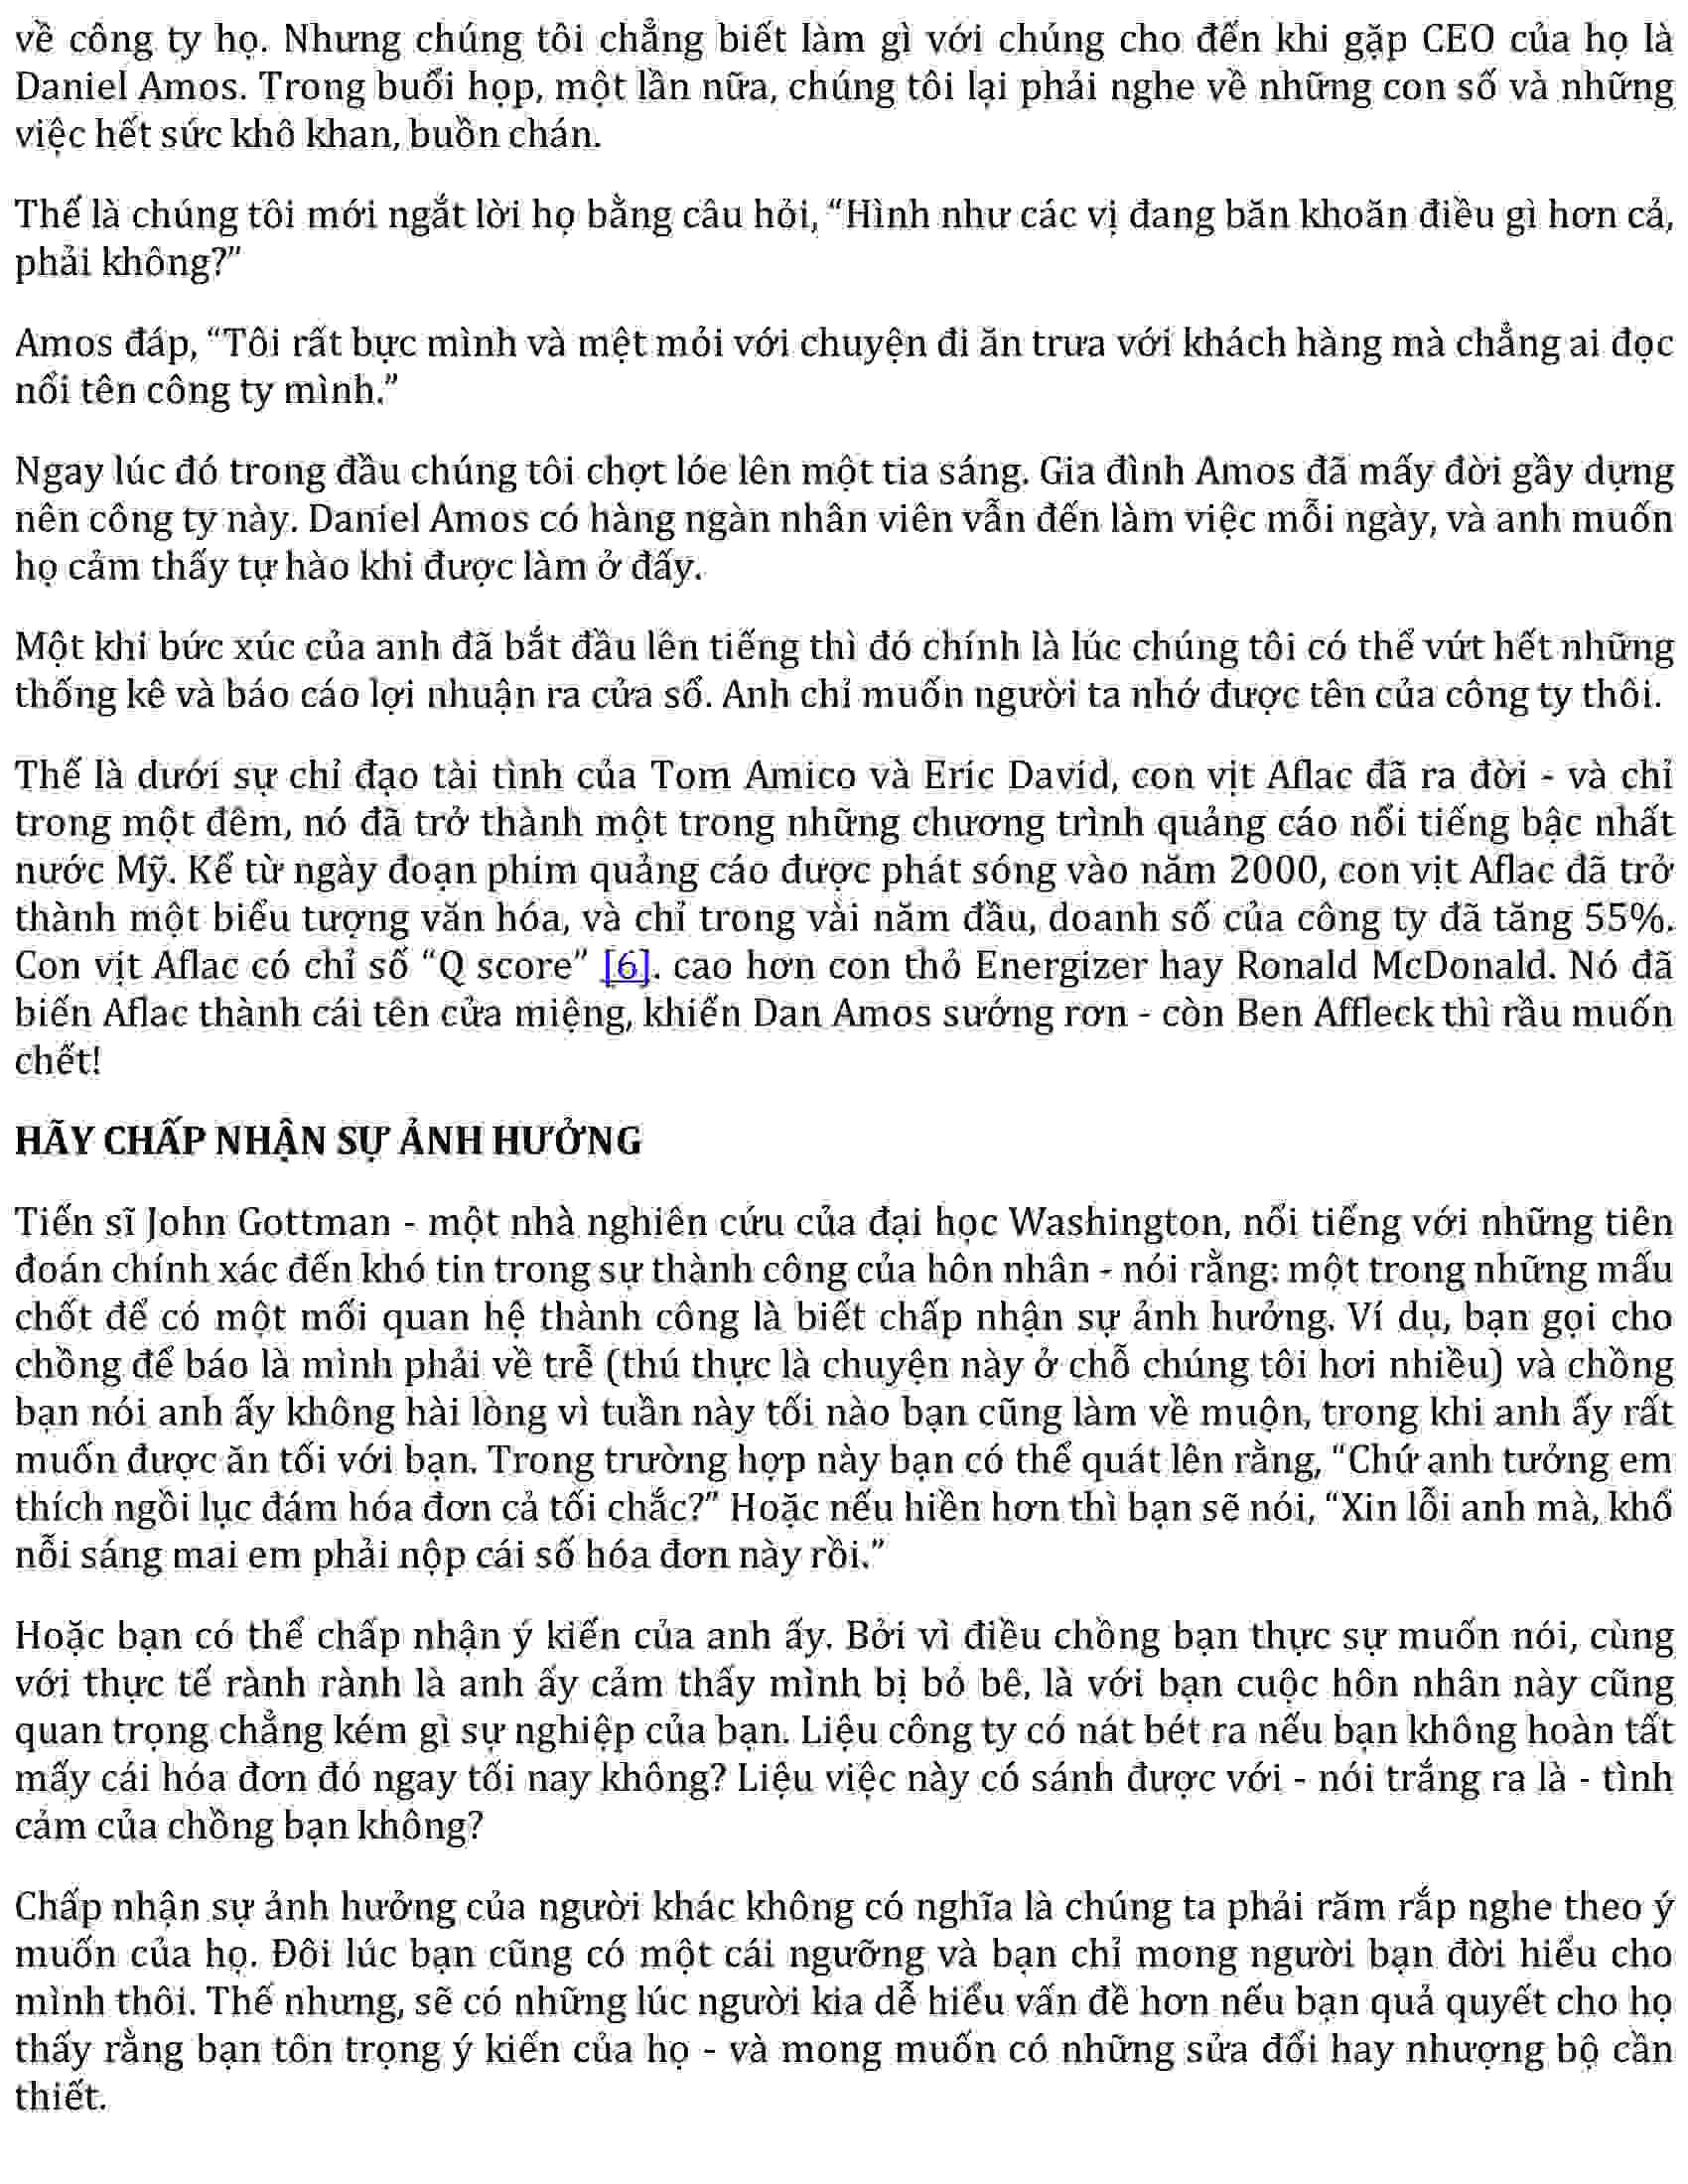 về công ty họ. Nhưng chúng tôi chẳng biết làm gì với chúng cho đến khi gặp CEO của họ là
Daniel Amos. Trong buổi họp, một lần nữa, chúng tôi lại phải nghe về những con số và những
việc hết sức khô khan, buồn chán.
Thế là chúng tôi mới ngắt lời họ bằng câu hỏi, “Hình như các vị đang băn khoăn điều gì hơn cả,
phải không?”
Amos đáp, “Tôi rất bực mình và mệt mỏi với chuyện đi ăn trưa với khách hàng mà chẳng ai đọc
nổi tên công ty mình.”
Ngay lúc đó trong đầu chúng tôi chợt lóe lên một tia sáng. Gia đình Amos đã mấy đời gầy dựng
nên công ty này. Daniel Amos có hàng ngàn nhân viên vẫn đến làm việc mỗi ngày, và anh muốn
họ cảm thấy tự hào khi được làm ở đấy.
Một khi bức xúc của anh đã bắt đầu lên tiếng thì đó chính là lúc chúng tôi có thể vứt hết những
thống kê và báo cáo lợi nhuận ra cửa sổ. Anh chỉ muốn người ta nhớ được tên của công ty thôi.
Thế là dưới sự chỉ đạo tài tình của Tom Amico và Eric David, con vịt Aflac đã ra đời - và chỉ
trong một đêm, nó đã trở thành một trong những chương trình quảng cáo nổi tiếng bậc nhất
nước Mỹ. Kể từ ngày đoạn phim quảng cáo được phát sóng vào năm 2000, con vịt Aflac đã trở
thành một biểu tượng văn hóa, và chỉ trong vài năm đầu, doanh số của công ty đã tăng 55%.
Con vịt Aflac có chỉ số “Q score” [6]. cao hơn con thỏ Energizer hay Ronald McDonald. Nó đã
biến Aflac thành cái tên cửa miệng, khiến Dan Amos sướng rơn - còn Ben Affleck thì rầu muốn
chết!
HÃY CHẤP NHẬN SỰ ẢNH HƯỞNG
Tiến sĩ John Gottman - một nhà nghiên cứu của đại học Washington, nổi tiếng với những tiên
đoán chính xác đến khó tin trong sự thành công của hôn nhân - nói rằng: một trong những mấu
chốt để có một mối quan hệ thành công là biết chấp nhận sự ảnh hưởng. Ví dụ, bạn gọi cho
chồng để báo là mình phải về trễ (thú thực là chuyện này ở chỗ chúng tôi hơi nhiều) và chồng
bạn nói anh ấy không hài lòng vì tuần này tối nào bạn cũng làm về muộn, trong khi anh ấy rất
muốn được ăn tối với bạn. Trong trường hợp này bạn có thể quát lên rằng, “Chứ anh tưởng em
thích ngồi lục đám hóa đơn cả tối chắc?” Hoặc nếu hiền hơn thì bạn sẽ nói, “Xin lỗi anh mà, khổ
nỗi sáng mai em phải nộp cái số hóa đơn này rồi.”
Hoặc bạn có thể chấp nhận ý kiến của anh ấy. Bởi vì điều chồng bạn thực sự muốn nói, cùng
với thực tế rành rành là anh ấy cảm thấy mình bị bỏ bê, là với bạn cuộc hôn nhân này cũng
quan trọng chẳng kém gì sự nghiệp của bạn. Liệu công ty có nát bét ra nếu bạn không hoàn tất
mấy cái hóa đơn đó ngay tối nay không? Liệu việc này có sánh được với - nói trắng ra là - tình
cảm của chồng bạn không?
Chấp nhận sự ảnh hưởng của người khác không có nghĩa là chúng ta phải răm rắp nghe theo ý
muốn của họ. Đôi lúc bạn cũng có một cái ngưỡng và bạn chỉ mong người bạn đời hiểu cho
mình thôi. Thế nhưng, sẽ có những lúc người kia dễ hiểu vấn đề hơn nếu bạn quả quyết cho họ
thấy rằng bạn tôn trọng ý kiến của họ - và mong muốn có những sửa đổi hay nhượng bộ cần
thiết.